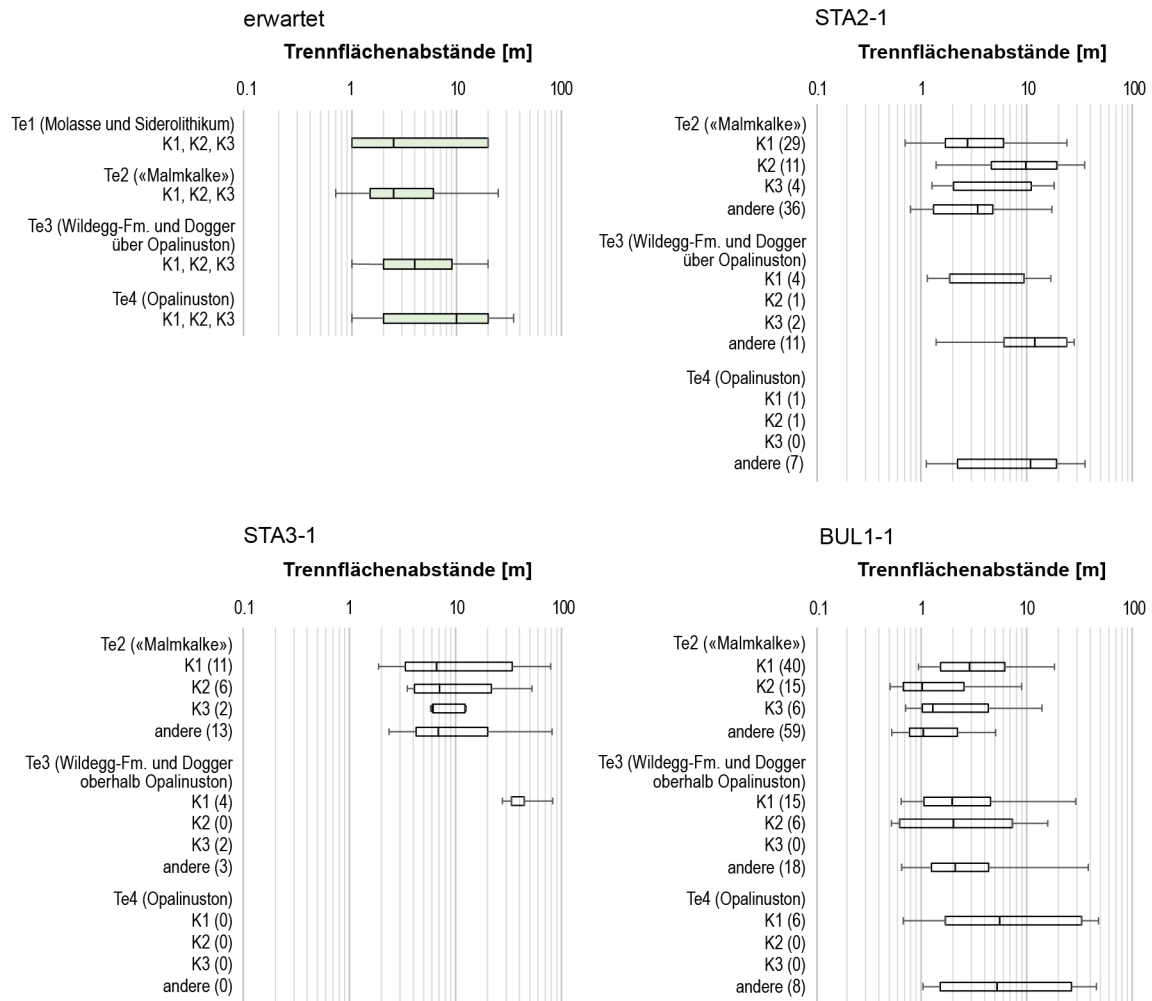 erwartet
Trennflächenabstände [m]
0.1 1 10 100
Te1 (Molasse und Siderolithikum)
K1, K2, K3
Te2 («Malmkalke»)
K1, K2, K3
Te3 (Wildegg-Fm. und Dogger
über Opalinuston)
K1, K2, K3
Te4 (Opalinuston)
K1, K2, K3
STA2-1
Trennflächenabstände [m]
0.1 1 10 100
Te2 («Malmkalke»)
K1 (29)
K2 (11)
K3 (4)
andere (36)
Te3 (Wildegg-Fm. und Dogger
über Opalinuston)
K1 (4)
K2 (1)
K3 (2)
andere (11)
Te4 (Opalinuston)
K1 (1)
K2 (1)
K3 (0)
andere (7)
STA3-1
Trennflächenabstände [m]
0.1 1 10 100
Te2 («Malmkalke»)
K1 (11)
K2 (6)
K3 (2)
andere (13)
Te3 (Wildegg-Fm. und Dogger
oberhalb Opalinuston)
K1 (4)
K2 (0)
K3 (2)
andere (3)
Te4 (Opalinuston)
K1 (0)
K2 (0)
K3 (0)
andere (0)
BUL1-1
Trennflächenabstände [m]
0.1 1 10 100
Te2 («Malmkalke»)
K1 (40)
K2 (15)
K3 (6)
andere (59)
Te3 (Wildegg-Fm. und Dogger
oberhalb Opalinuston)
K1 (15)
K2 (6)
K3 (0)
andere (18)
Te4 (Opalinuston)
K1 (6)
K2 (0)
K3 (0)
andere (8)